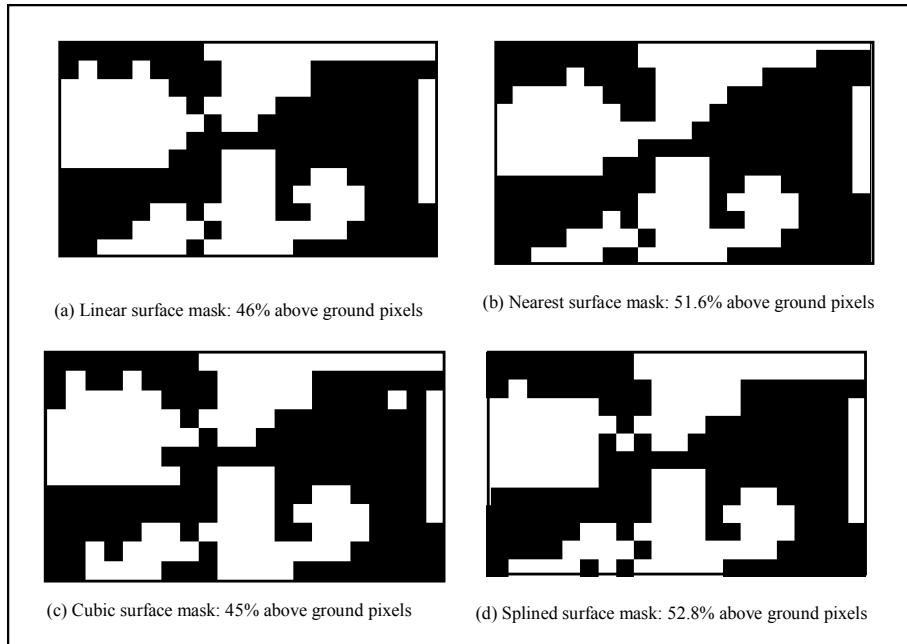 (a) Linear surface mask: 46% above ground pixels
(b) Nearest surface mask: 51.6% above ground pixels
(c) Cubic surface mask: 45% above ground pixels
(d) Splined surface mask: 52.8% above ground pixels